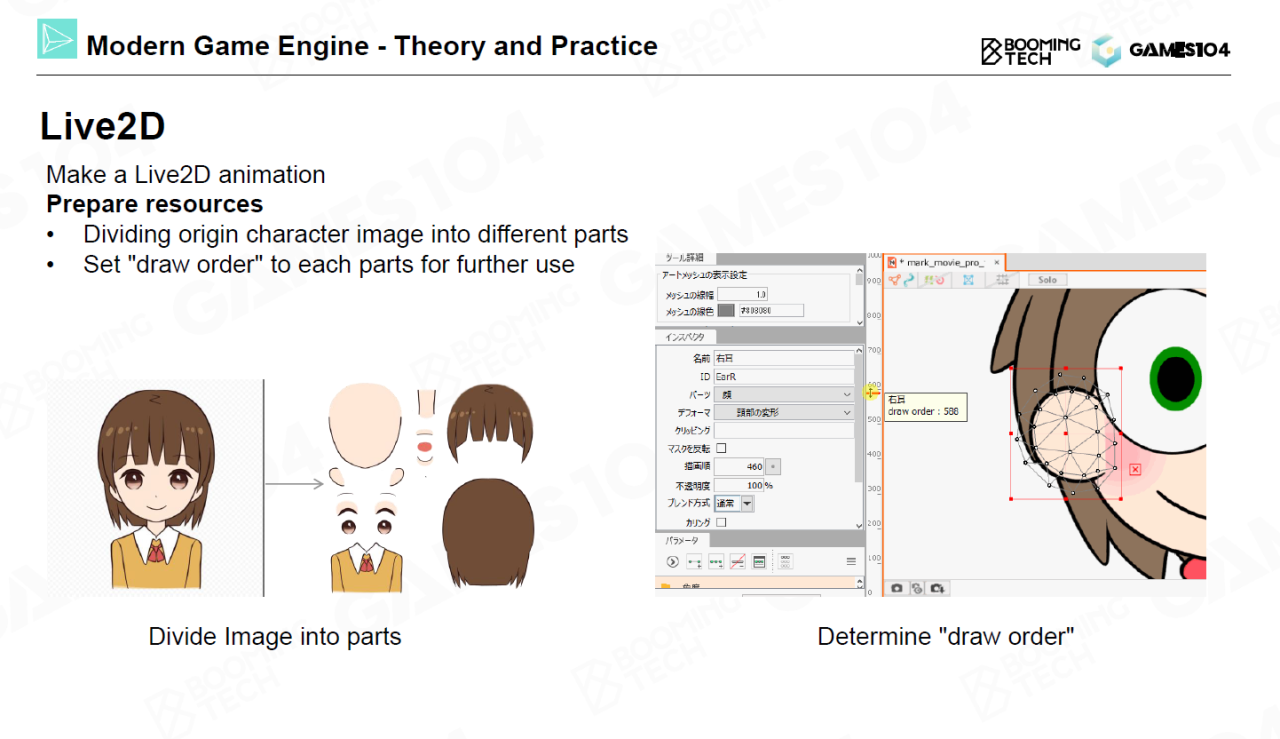 Modern Game Engine - Theory and Practice
BOOMING TECH
GAMES104
Live2D
Make a Live2D animation
Prepare resources
• Dividing origin character image into different parts
• Set "draw order" to each parts for further use
ツール詳細
アートメッシュの表示設定
メッシュの線幅 1.0
メッシュの線色 #808080
インスペクタ
名前 右耳
ID EarR
パーツ 顔
デフォーマ 頭部の変形
クリッピング
マスクを反転
描画順 460
不透明度 100 %
ブレンド方式 通常
カリング
パラメータ
1000
900
800
700
600
500
400
300
200
100
0
* mark_movie_pro_ ×
Solo
右耳
draw order : 588
Divide Image into parts
Determine "draw order"